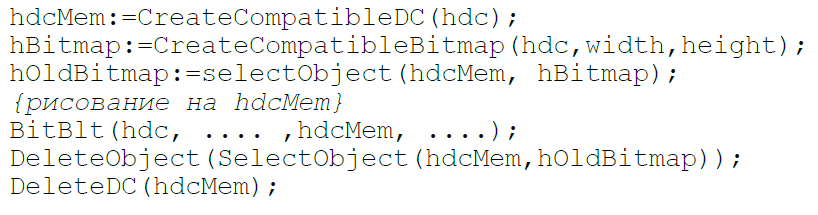 hdcMem:=CreateCompatibleDC(hdc);
hBitmap:=CreateCompatibleBitmap(hdc,width,height);
hOldBitmap:=selectObject(hdcMem, hBitmap);
{рисование на hdcMem}
BitBlt(hdc, .... ,hdcMem, ....);
DeleteObject(SelectObject(hdcMem,hOldBitmap));
DeleteDC(hdcMem);